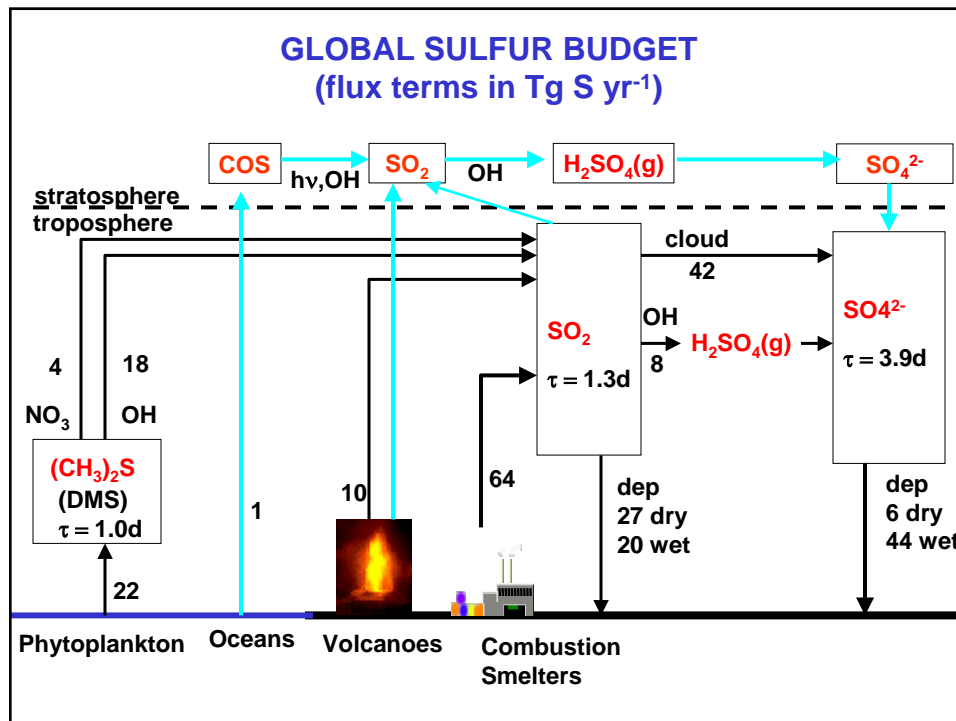 GLOBAL SULFUR BUDGET
(flux terms in Tg S yr⁻¹)
COS
hν,OH
SO₂
OH
H₂SO₄(g)
SO₄²⁻
stratosphere
troposphere
cloud
42
SO₂
τ = 1.3d
OH
8
H₂SO₄(g)
SO4²⁻
τ = 3.9d
4
18
NO₃
OH
(CH₃)₂S
(DMS)
τ = 1.0d
22
1
10
64
dep
27 dry
20 wet
dep
6 dry
44 wet
Phytoplankton
Oceans
Volcanoes
Combustion
Smelters